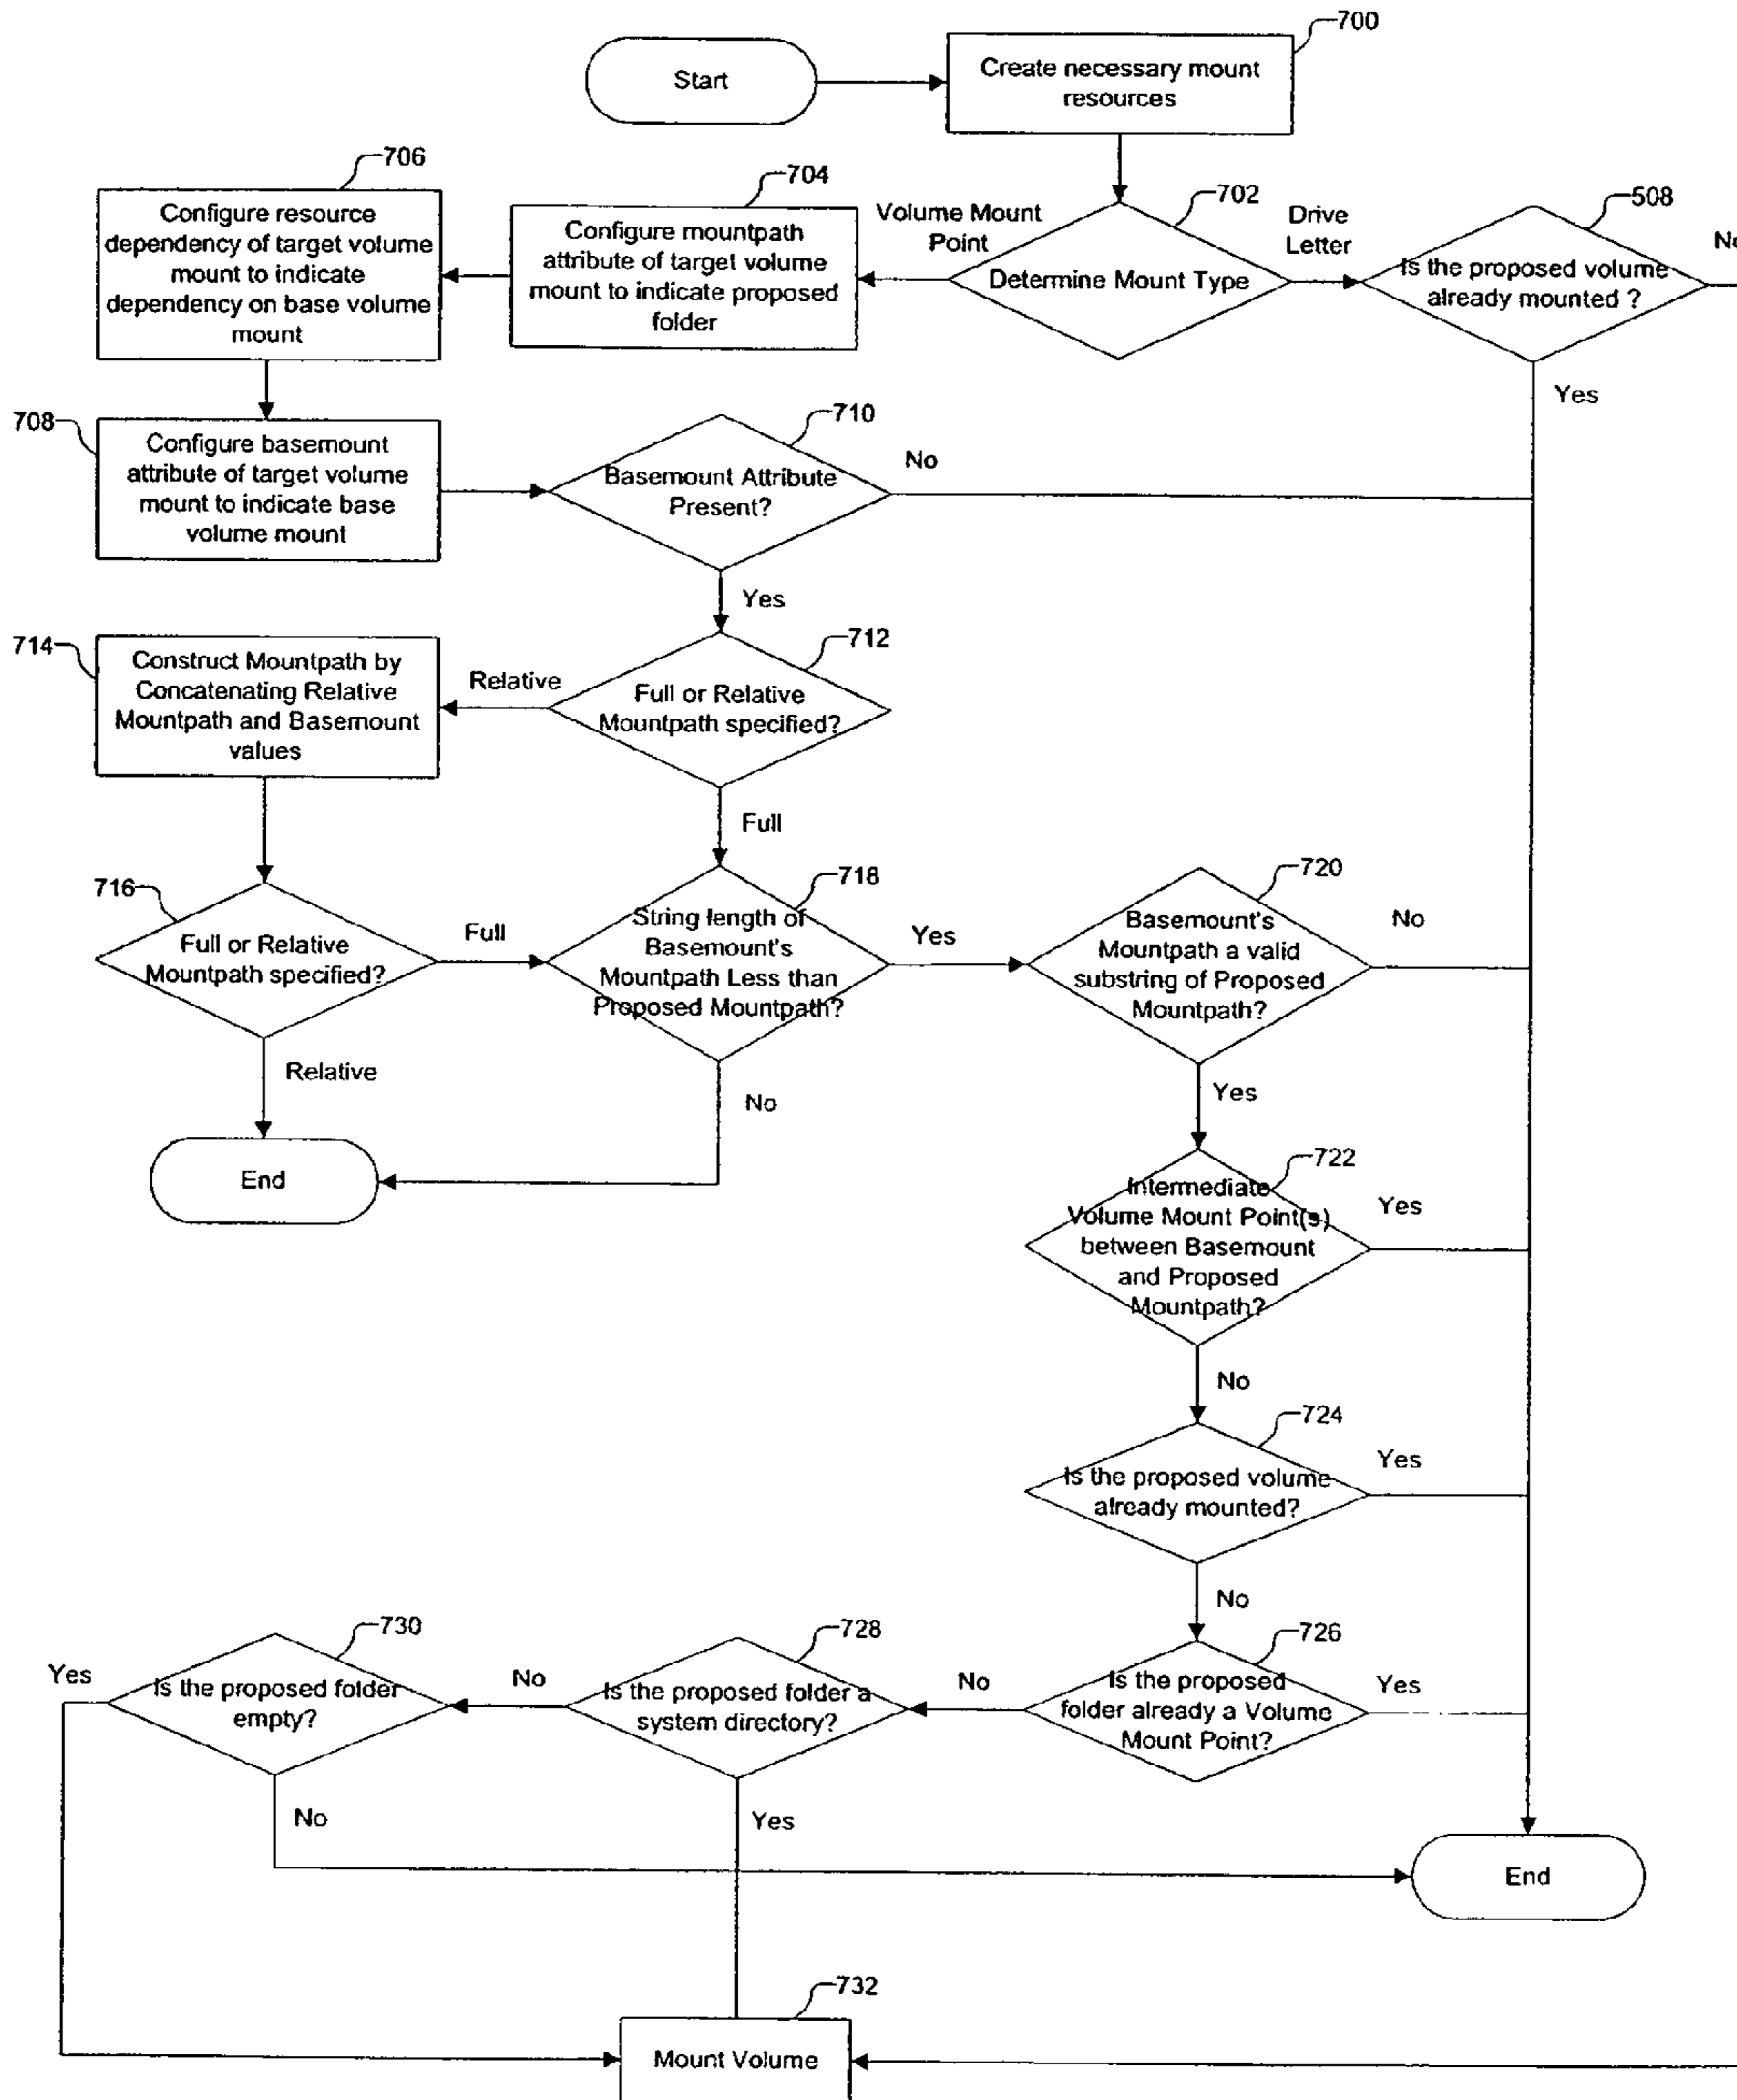 700
Start
Create necessary mount
resources
706
704
702
508
Configure resource
dependency of target volume
mount to indicate
dependency on base volume
mount
Configure mountpath
attribute of target volume
mount to indicate proposed
folder
Volume Mount
Point
Determine Mount Type
Drive
Letter
Is the proposed volume
already mounted ?
Yes
708
Configure basemount
attribute of target volume
mount to indicate base
volume mount
710
Basemount Attribute
Present?
No
Yes
714
Construct Mountpath by
Concatenating Relative
Mountpath and Basemount
values
Relative
712
Full or Relative
Mountpath specified?
Full
716
Full or Relative
Mountpath specified?
Full
Relative
718
String length of
Basemount's
Mountpath Less than
Proposed Mountpath?
Yes
No
720
Basemount's
Mountpath a valid
substring of Proposed
Mountpath?
No
Yes
End
722
Intermediate
Volume Mount Point(s)
between Basemount
and Proposed
Mountpath?
Yes
No
724
Is the proposed volume
already mounted?
Yes
No
730
Yes
Is the proposed folder
empty?
No
No
728
Is the proposed folder a
system directory?
Yes
No
726
Is the proposed
folder already a Volume
Mount Point?
Yes
End
732
Mount Volume